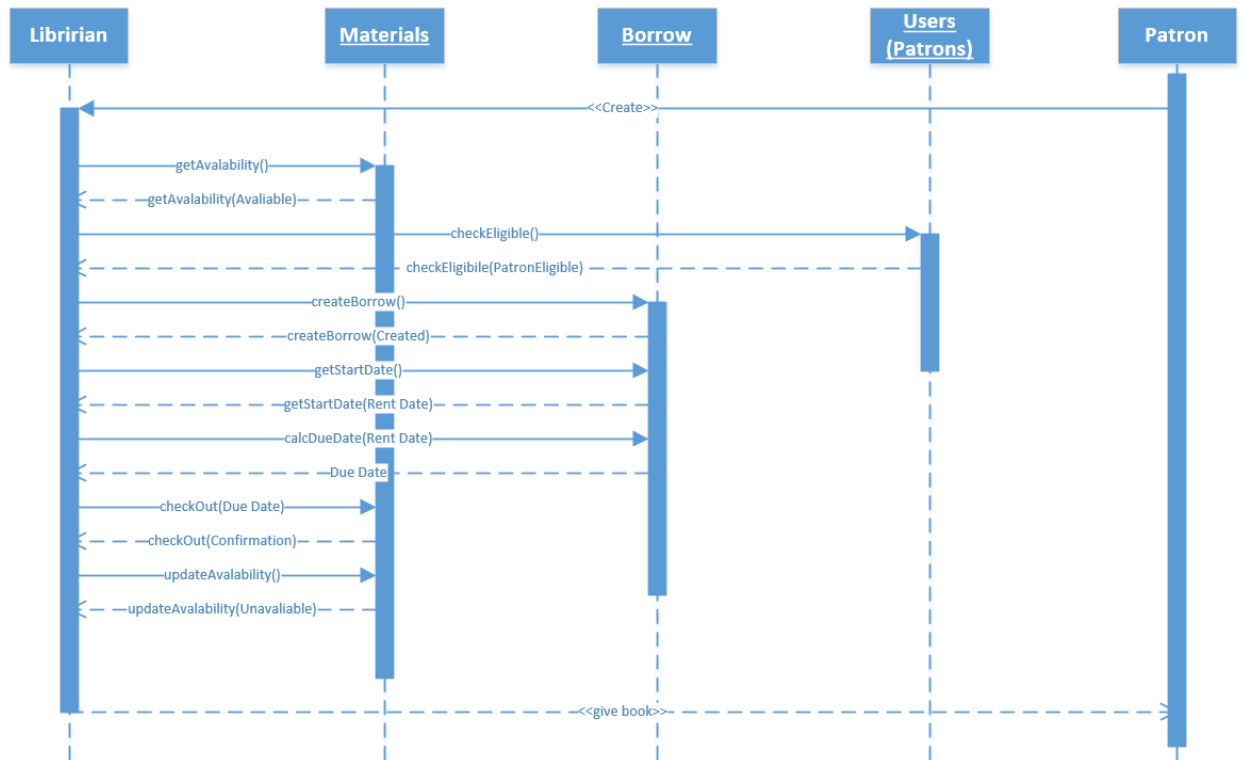 Libririan
Materials
Borrow
Users
(Patrons)
Patron
<<Create>>
getAvalability()
getAvalability(Avaliable)
checkEligible()
checkEligibile(PatronEligible)
createBorrow()
createBorrow(Created)
getStartDate()
getStartDate(Rent Date)
calcDueDate(Rent Date)
Due Date
checkOut(Due Date)
checkOut(Confirmation)
updateAvalability()
updateAvalability(Unavaliable)
<<give book>>